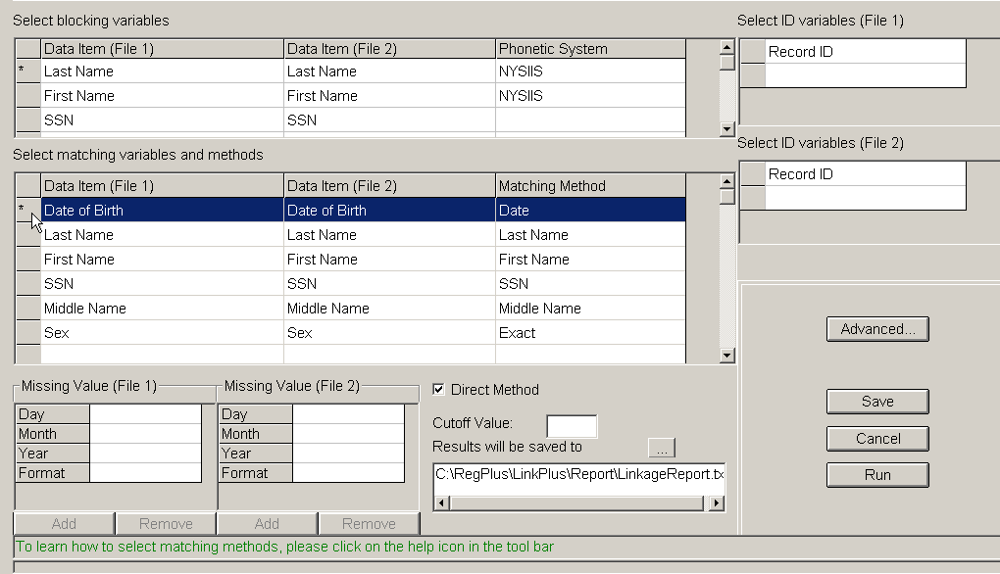 Select blocking variables
Data Item (File 1) Data Item (File 2) Phonetic System
* Last Name Last Name NYSIIS
First Name First Name NYSIIS
SSN SSN
Select matching variables and methods
Data Item (File 1) Data Item (File 2) Matching Method
* Date of Birth Date of Birth Date
Last Name Last Name Last Name
First Name First Name First Name
SSN SSN SSN
Middle Name Middle Name Middle Name
Sex Sex Exact
Missing Value (File 1)
Day
Month
Year
Format
Add Remove
Missing Value (File 2)
Day
Month
Year
Format
Add Remove
Direct Method
Cutoff Value:
Results will be saved to ...
C:\RegPlus\LinkPlus\Report\LinkageReport.tx
Select ID variables (File 1)
Record ID
Select ID variables (File 2)
Record ID
Advanced...
Save
Cancel
Run
To learn how to select matching methods, please click on the help icon in the tool bar